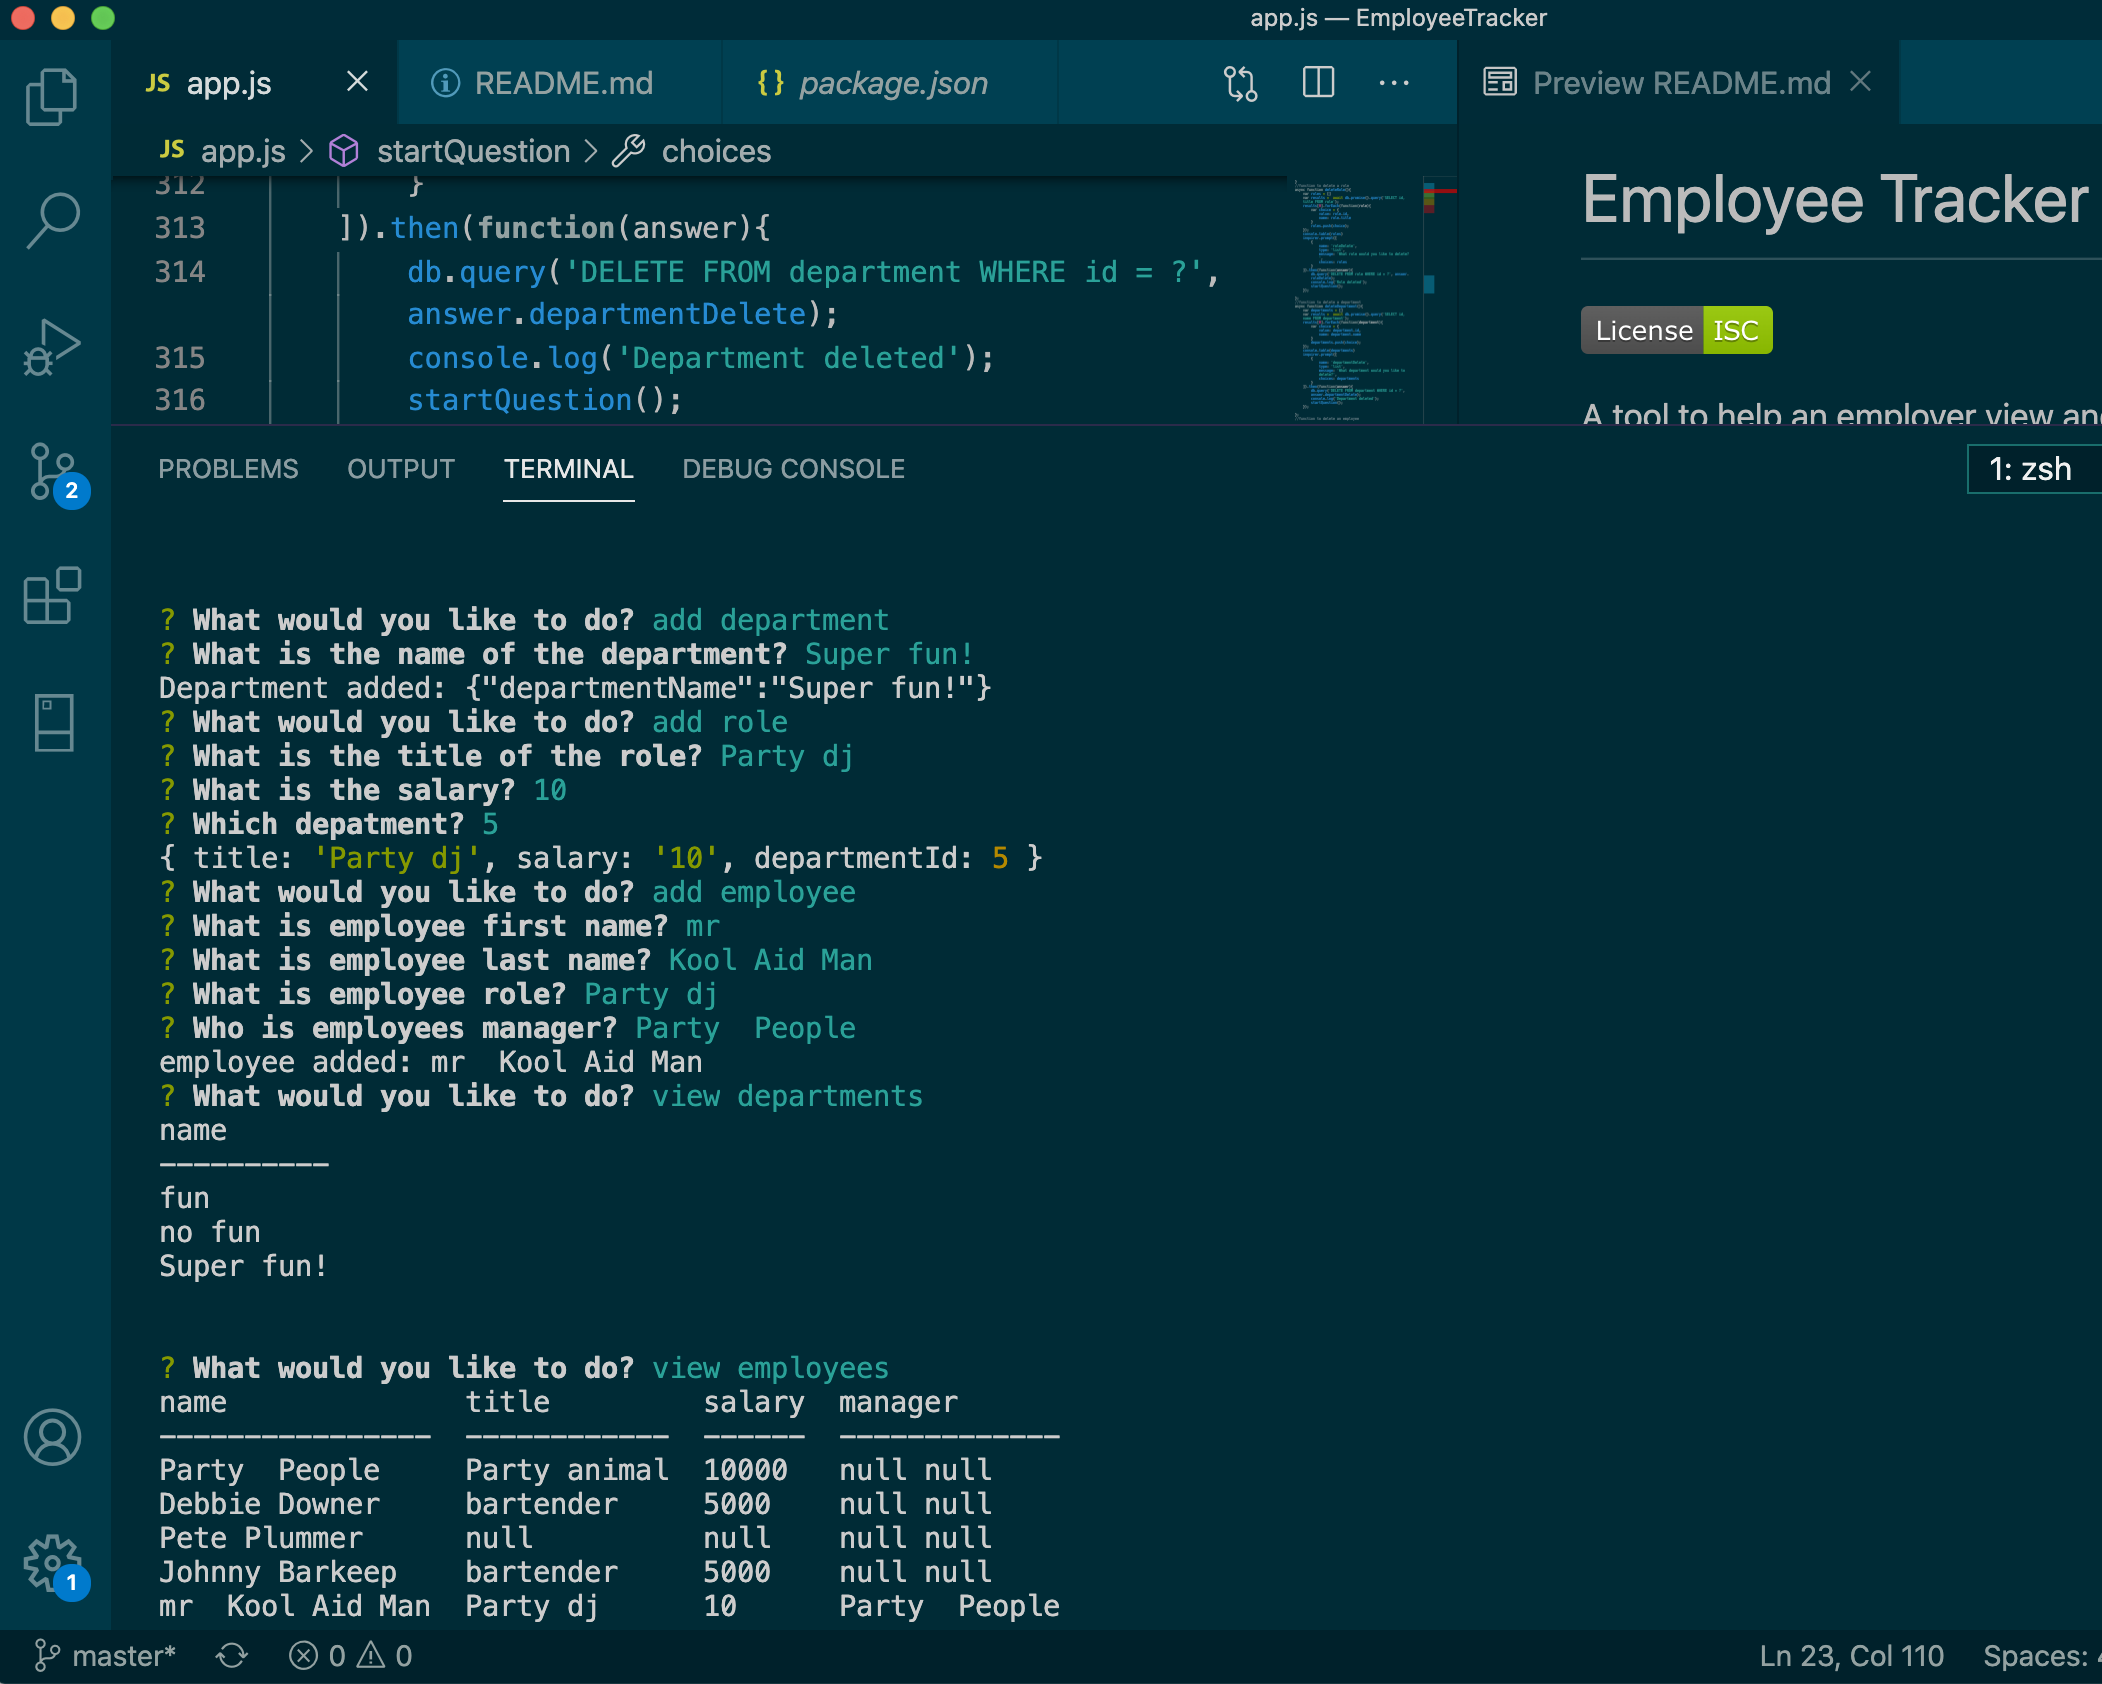 app.js — EmployeeTracker
JS app.js
README.md
{} package.json
Preview README.md
JS app.js > startQuestion > choices
312 }
313 ]).then(function(answer){
314 db.query('DELETE FROM department WHERE id = ?',
answer.departmentDelete);
315 console.log('Department deleted');
316 startQuestion();
Employee Tracker
License ISC
A tool to help an employer view an
PROBLEMS OUTPUT TERMINAL DEBUG CONSOLE
1: zsh
2
? What would you like to do? add department
? What is the name of the department? Super fun!
Department added: {"departmentName":"Super fun!"}
? What would you like to do? add role
? What is the title of the role? Party dj
? What is the salary? 10
? Which depatment? 5
{ title: 'Party dj', salary: '10', departmentId: 5 }
? What would you like to do? add employee
? What is employee first name? mr
? What is employee last name? Kool Aid Man
? What is employee role? Party dj
? Who is employees manager? Party  People
employee added: mr  Kool Aid Man
? What would you like to do? view departments
name
----------
fun
no fun
Super fun!
? What would you like to do? view employees
name              title         salary  manager
----------------  ------------  ------  -------------
Party  People     Party animal  10000   null null
Debbie Downer     bartender     5000    null null
Pete Plummer      null          null    null null
Johnny Barkeep    bartender     5000    null null
mr  Kool Aid Man  Party dj      10      Party  People
1
master* 0 0
Ln 23, Col 110 Spaces: 4